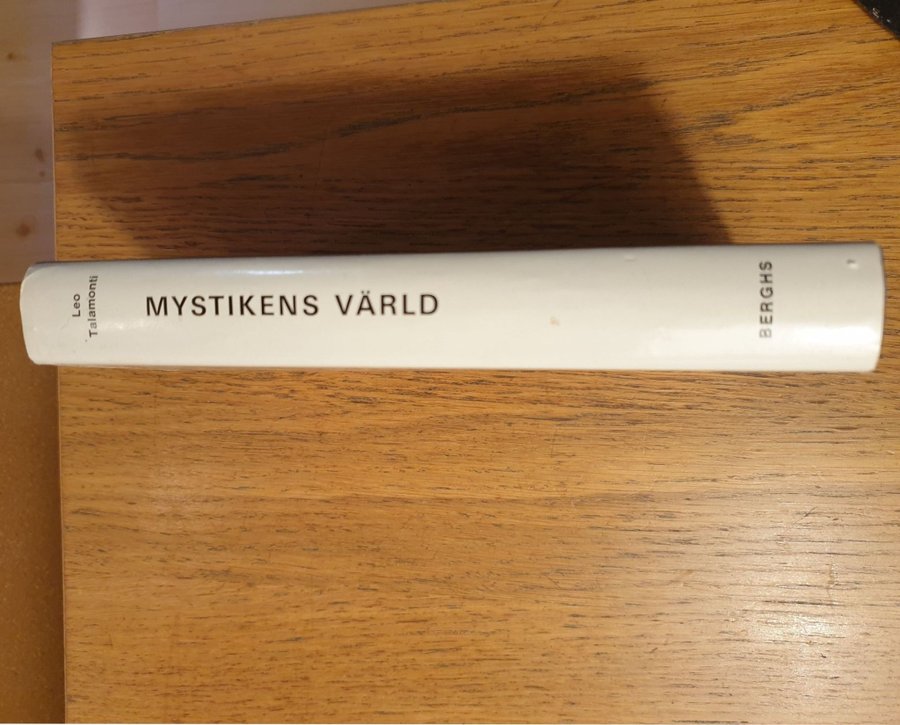 Leo
Talamonti
MYSTIKENS VÄRLD
BERGHS